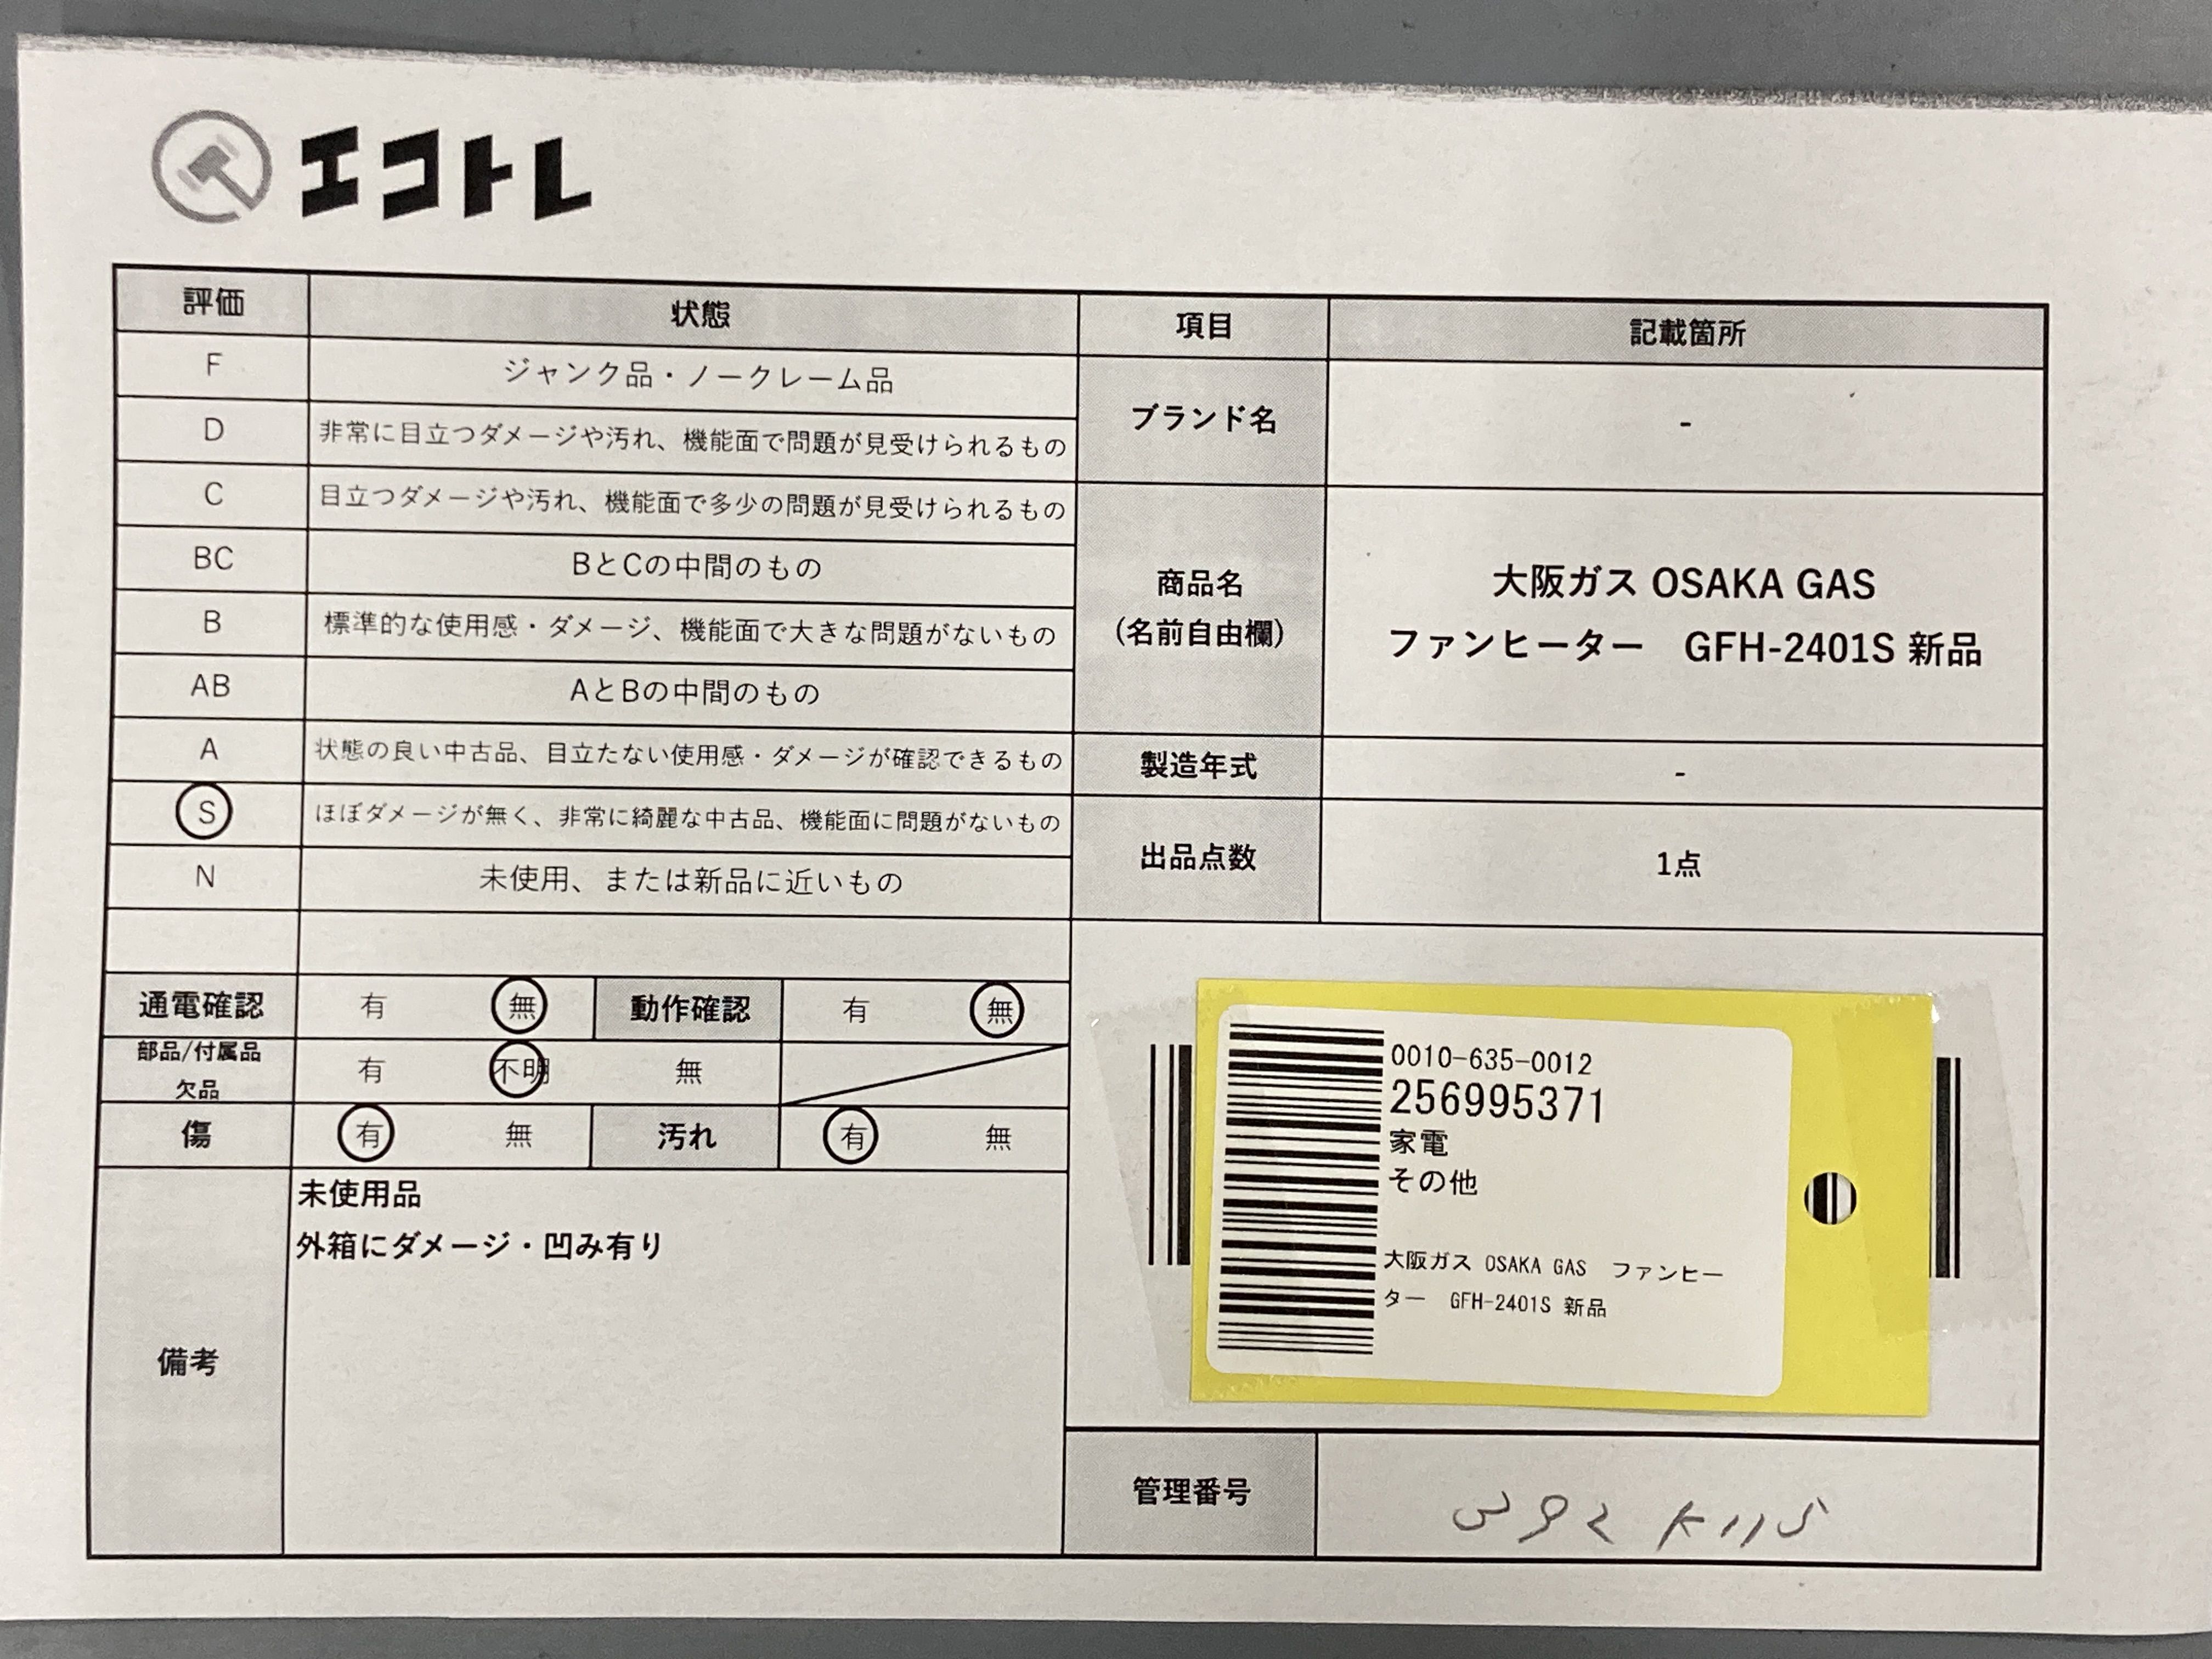 エコトレ
評価 状態
F ジャンク品・ノークレーム品
D 非常に目立つダメージや汚れ、機能面で問題が見受けられるもの
C 目立つダメージや汚れ、機能面で多少の問題が見受けられるもの
BC BとCの中間のもの
B 標準的な使用感・ダメージ、機能面で大きな問題がないもの
AB AとBの中間のもの
A 状態の良い中古品、目立たない使用感・ダメージが確認できるもの
S ほぼダメージが無く、非常に綺麗な中古品、機能面に問題がないもの
N 未使用、または新品に近いもの
通電確認 有 無 動作確認 有 無
部品/付属品
欠品 有 不明 無
傷 有 無 汚れ 有 無
備考
未使用品
外箱にダメージ・凹み有り
項目 記載箇所
ブランド名 -
商品名
(名前自由欄)
大阪ガス OSAKA GAS
ファンヒーター　GFH-2401S 新品
製造年式 -
出品点数 1点
0010-635-0012
256995371
家電
その他
大阪ガス OSAKA GAS　ファンヒー
ター　GFH-2401S 新品
管理番号 392 K115